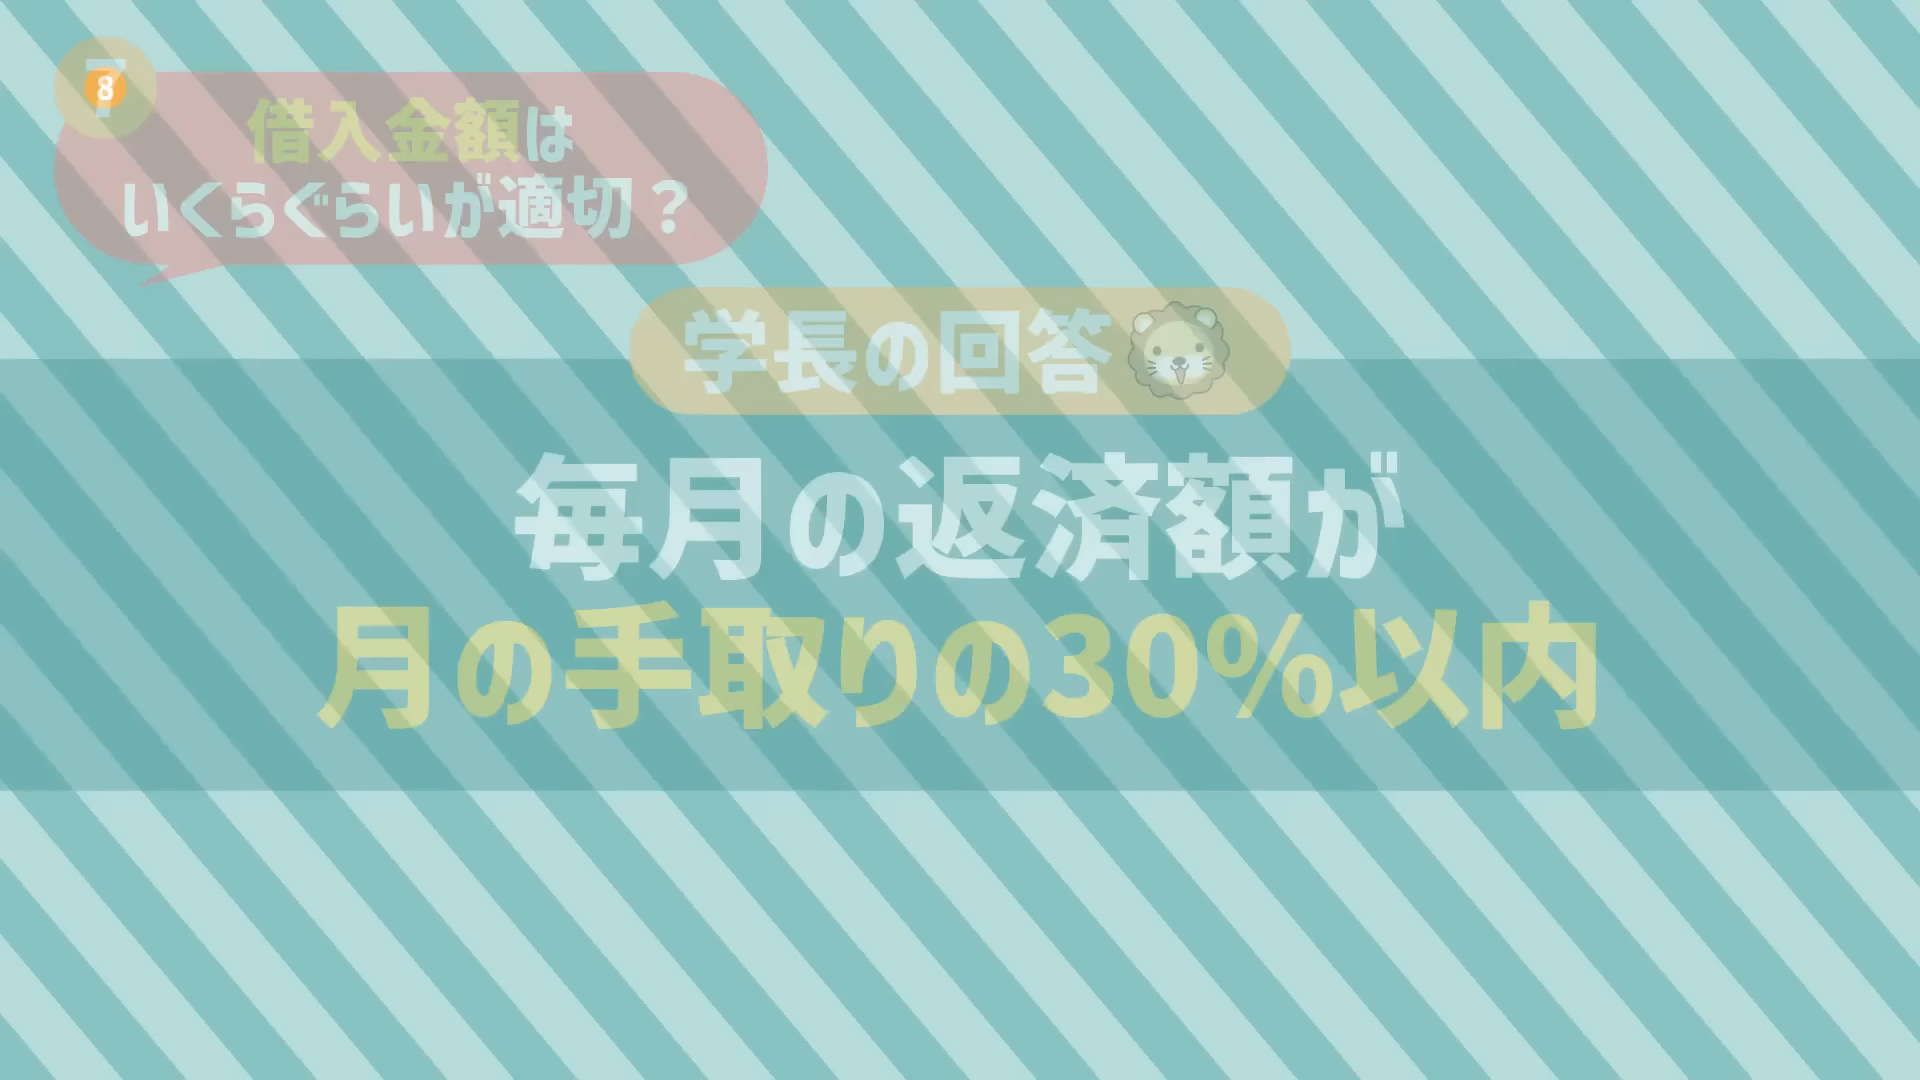 7
8
借入金額は
いくらぐらいが適切？
学長の回答
毎月の返済額が
月の手取りの30%以内